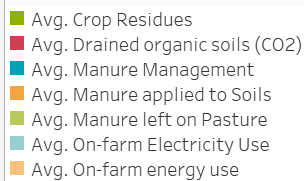 Avg. Crop Residues
Avg. Drained organic soils (CO2)
Avg. Manure Management
Avg. Manure applied to Soils
Avg. Manure left on Pasture
Avg. On-farm Electricity Use
Avg. On-farm energy use